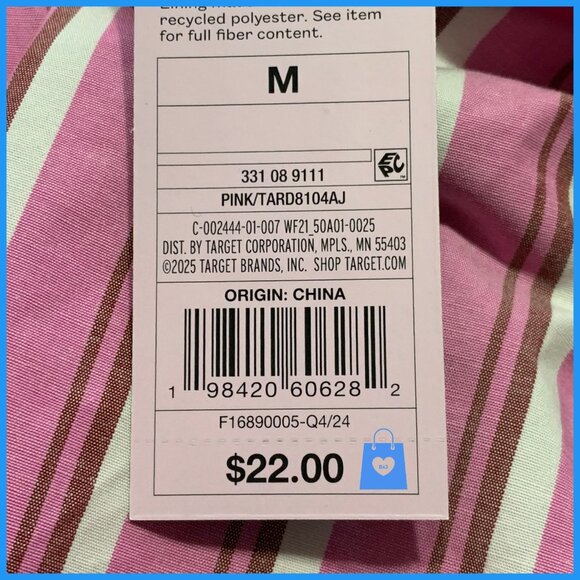 recycled polyester. See item
for full fiber content.
M
EPC
331 08 9111
PINK/TARD8104AJ
C-002444-01-007 WF21_50A01-0025
DIST. BY TARGET CORPORATION, MPLS., MN 55403
©2025 TARGET BRANDS, INC. SHOP TARGET.COM
ORIGIN: CHINA
1 98420 60628 2
F16890005-Q4/24
$22.00